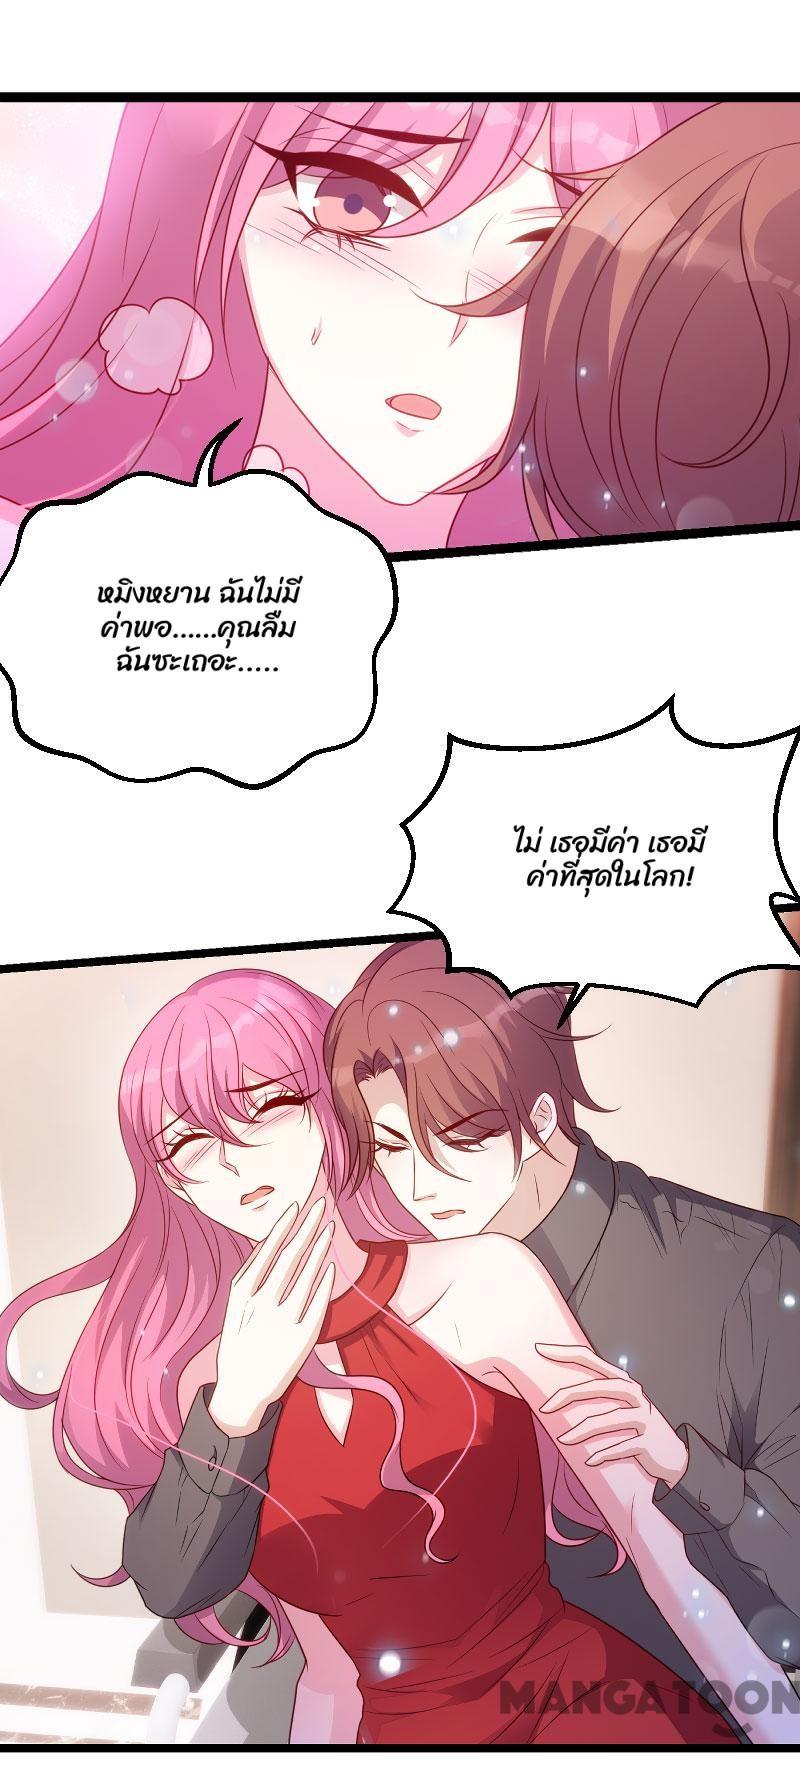 หมิงหยาน ฉันไม่มี
ค่าพอ......คุณลืม
ฉันซะเถอะ.....
ไม่ เธอมีค่า เธอมี
ค่าที่สุดในโลก!
MANGATOON